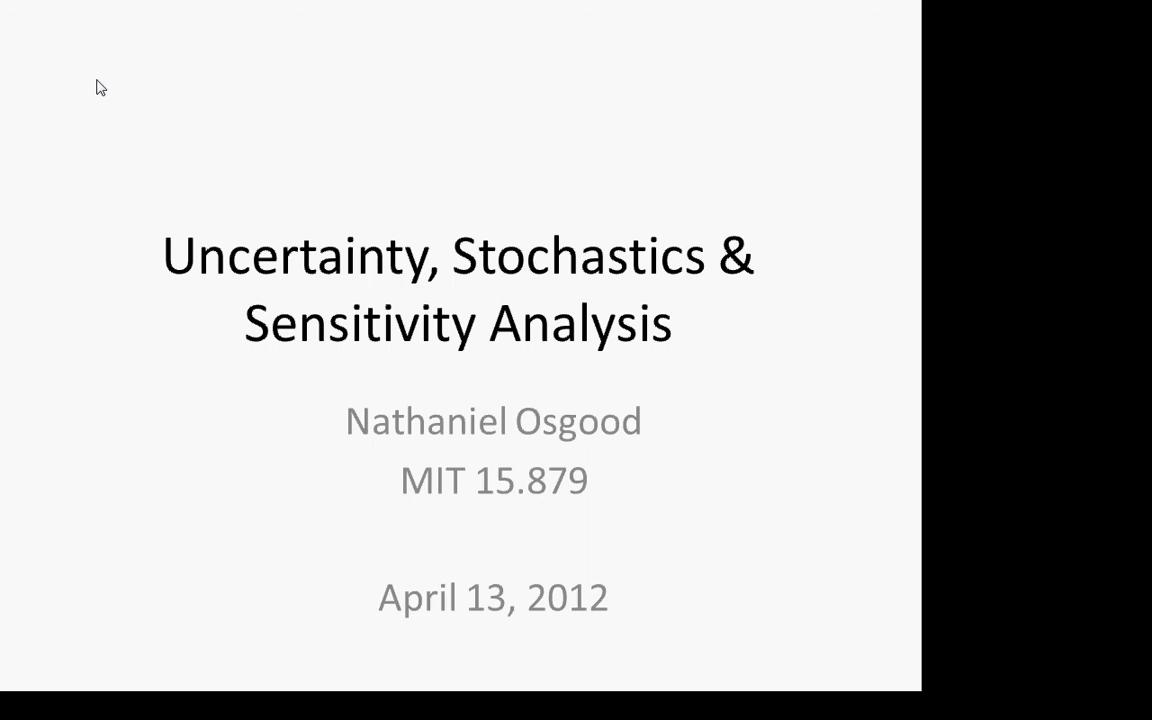 Uncertainty, Stochastics &
Sensitivity Analysis
Nathaniel Osgood
MIT 15.879
April 13, 2012